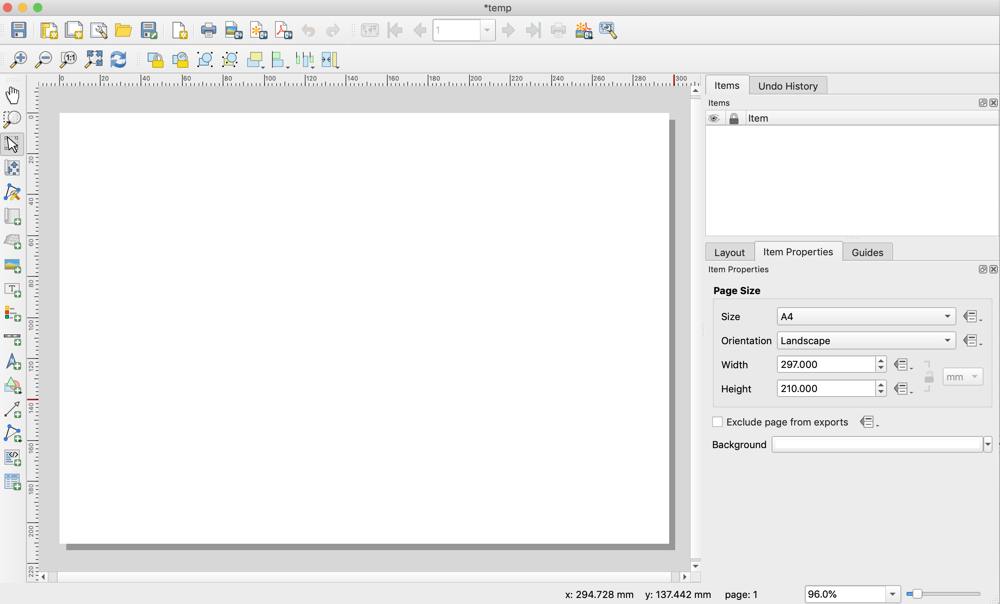 *temp
1
1:1
0 20 40 60 80 100 120 140 160 180 200 220 240 260 280 300
Items Undo History
Items
Item
0
20
40
60
80
100
120
140
160
180
200
220
T
N
</>
Layout Item Properties Guides
Item Properties
Page Size
Size A4
Orientation Landscape
Width 297.000
mm
Height 210.000
Exclude page from exports
Background
x: 294.728 mm y: 137.442 mm page: 1 96.0%